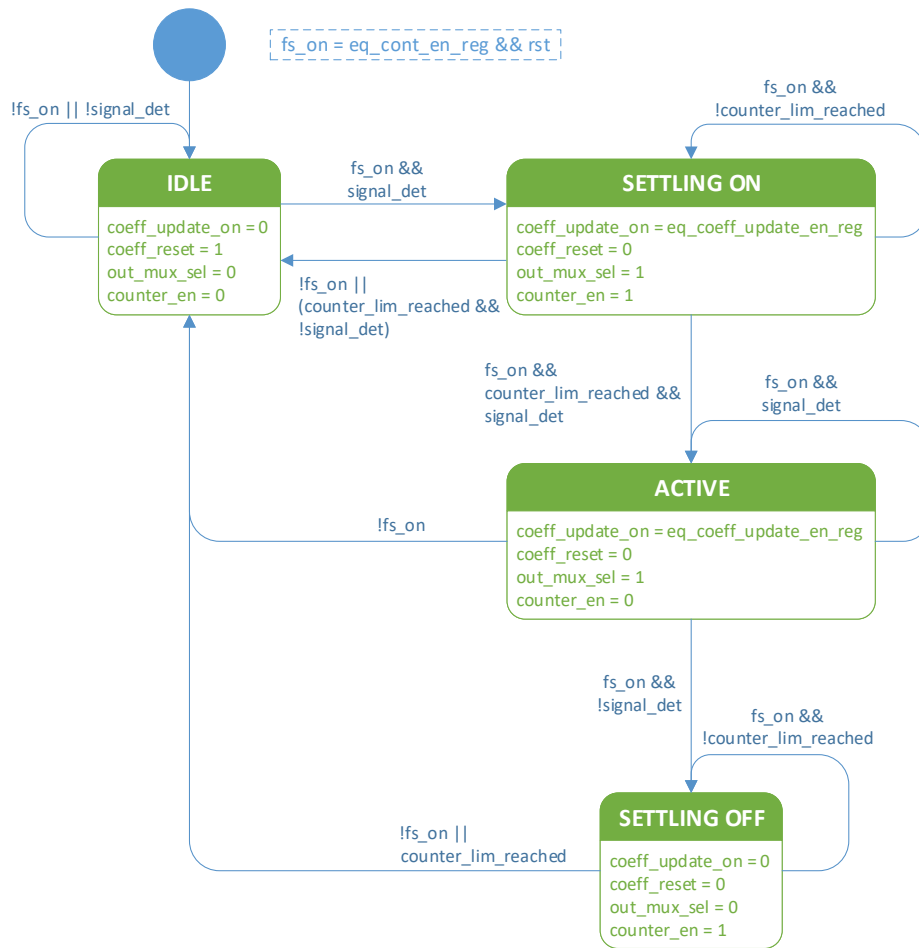 fs_on = eq_cont_en_reg && rst
!fs_on || !signal_det
fs_on &&
!counter_lim_reached
IDLE
coeff_update_on = 0
coeff_reset = 1
out_mux_sel = 0
counter_en = 0
fs_on &&
signal_det
SETTLING ON
coeff_update_on = eq_coeff_update_en_reg
coeff_reset = 0
out_mux_sel = 1
counter_en = 1
!fs_on ||
(counter_lim_reached &&
!signal_det)
fs_on &&
counter_lim_reached &&
signal_det
fs_on &&
signal_det
ACTIVE
coeff_update_on = eq_coeff_update_en_reg
coeff_reset = 0
out_mux_sel = 1
counter_en = 0
!fs_on
fs_on &&
!signal_det
fs_on &&
!counter_lim_reached
SETTLING OFF
coeff_update_on = 0
coeff_reset = 0
out_mux_sel = 0
counter_en = 1
!fs_on ||
counter_lim_reached